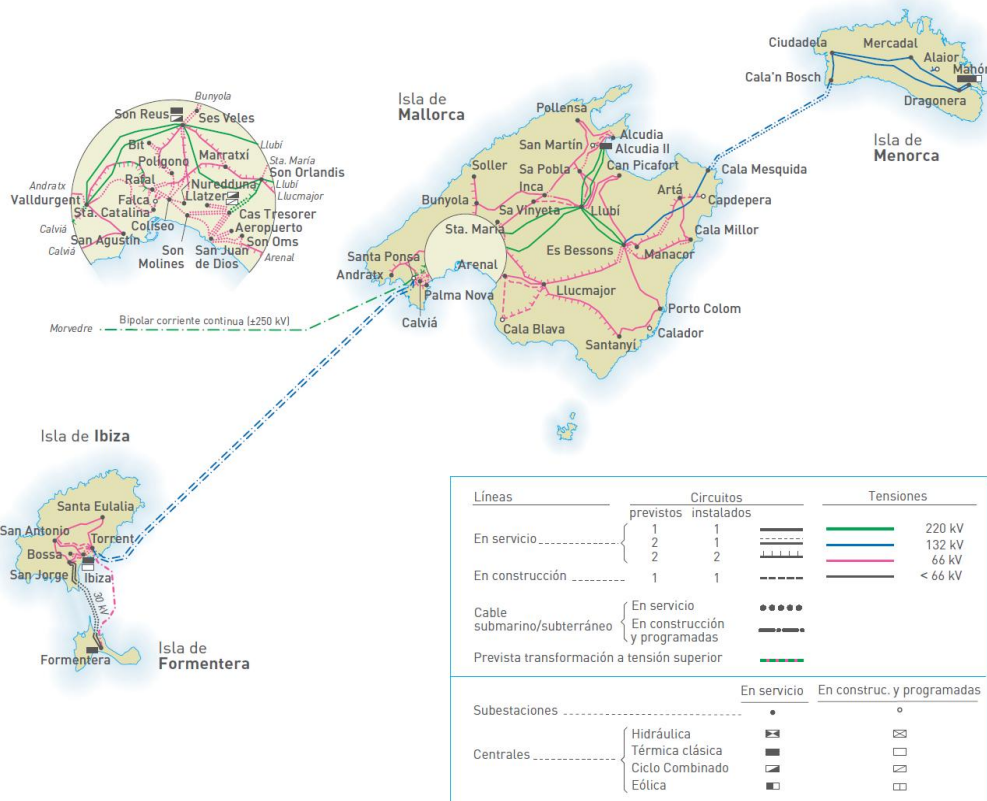 Ciudadela
Mercadal
Alaior
Mahón
Cala'n Bosch
Dragonera
Isla de
Menorca
Isla de
Mallorca
Pollensa
Alcudia
San Martín
Alcudia II
Sa Pobla
Can Picafort
Soller
Inca
Artá
Cala Mesquida
Bunyola
Sa Vinyeta
Llubí
Capdepera
Sta. María
Cala Millor
Es Bessons
Manacor
Santa Ponsa
Arenal
Andratx
Llucmajor
Palma Nova
Porto Colom
Calviá
Cala Blava
Calador
Santanyí
Bunyola
Son Reus
Ses Veles
Bit
Llubí
Polígono
Marratxí
Sta. María
Rafal
Son Orlandis
Andratx
Nuredduna
Llubí
Valldurgent
Falca
Llatzer
Llucmajor
Sta. Catalina
Cas Tresorer
Coliseo
Aeropuerto
Calviá
San Agustín
Son Oms
Calviá
Son
Molines
San Juan
de Dios
Arenal
Morvedre
Bipolar corriente continua (±250 kV)
Isla de Ibiza
Santa Eulalia
San Antonio
Torrent
Bossa
San Jorge
Ibiza
30 kV
Isla de
Formentera
Formentera
Líneas
Circuitos
previstos instalados
Tensiones
En servicio
1 1
2 1
2 2
220 kV
132 kV
66 kV
< 66 kV
En construcción
1 1
Cable
submarino/subterráneo
En servicio
En construcción
y programadas
Prevista transformación a tensión superior
En servicio
En construc. y programadas
Subestaciones
Centrales
Hidráulica
Térmica clásica
Ciclo Combinado
Eólica